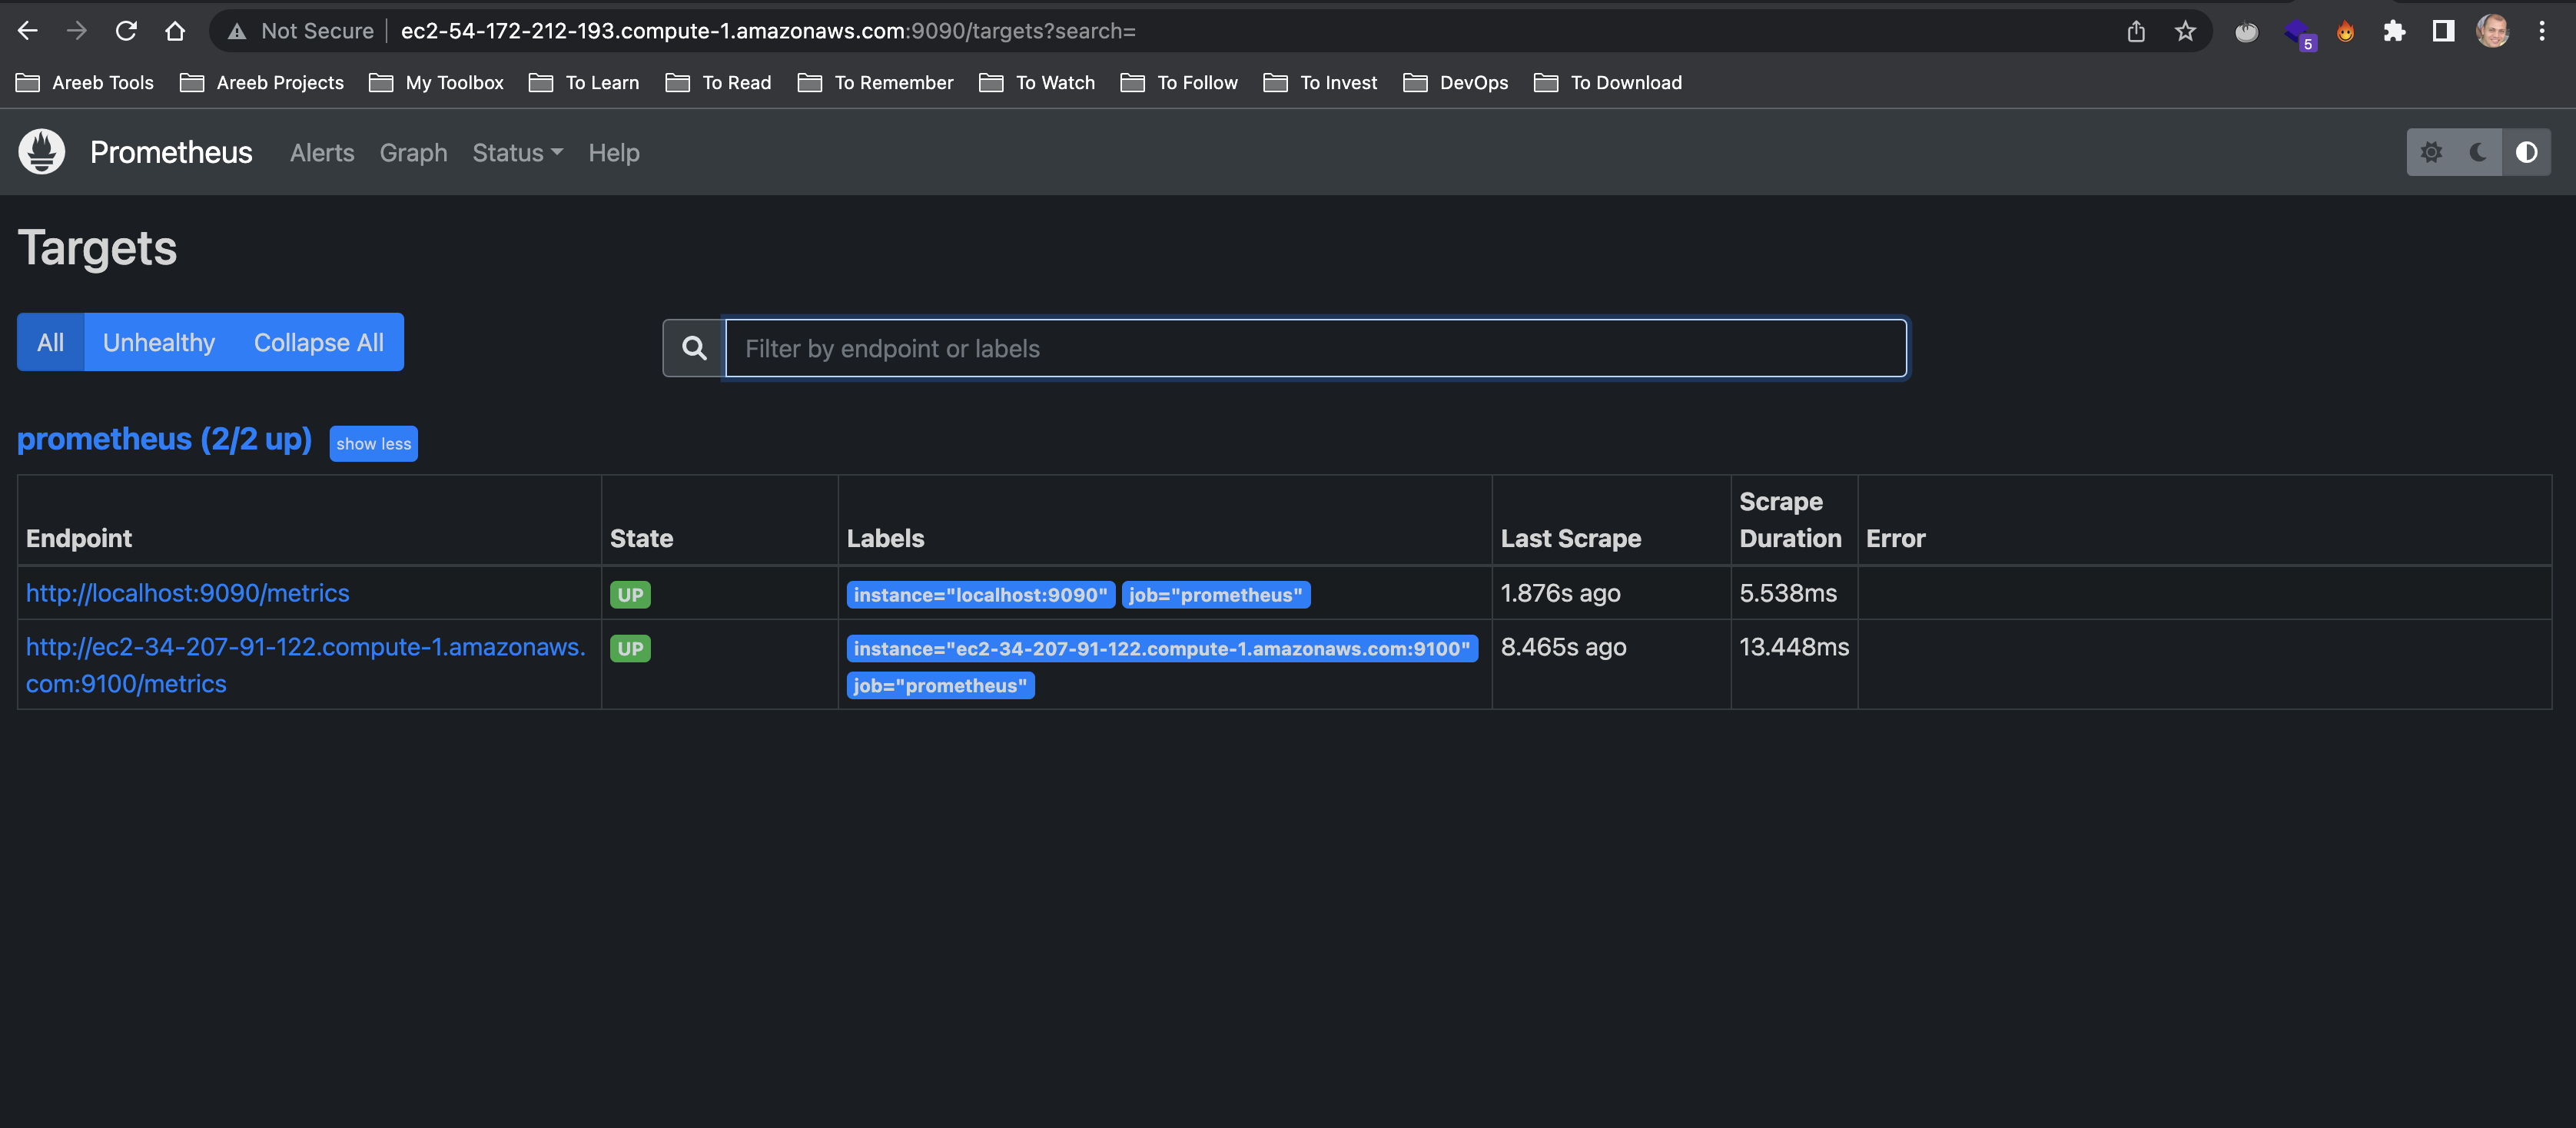 Not Secure ec2-54-172-212-193.compute-1.amazonaws.com:9090/targets?search=
5
Areeb Tools Areeb Projects My Toolbox To Learn To Read To Remember To Watch To Follow To Invest DevOps To Download
Prometheus Alerts Graph Status Help
Targets
All Unhealthy Collapse All
Filter by endpoint or labels
prometheus (2/2 up) show less
Endpoint State Labels Last Scrape Scrape Duration Error
http://localhost:9090/metrics UP instance="localhost:9090" job="prometheus" 1.876s ago 5.538ms
http://ec2-34-207-91-122.compute-1.amazonaws. UP instance="ec2-34-207-91-122.compute-1.amazonaws.com:9100" 8.465s ago 13.448ms
com:9100/metrics job="prometheus"